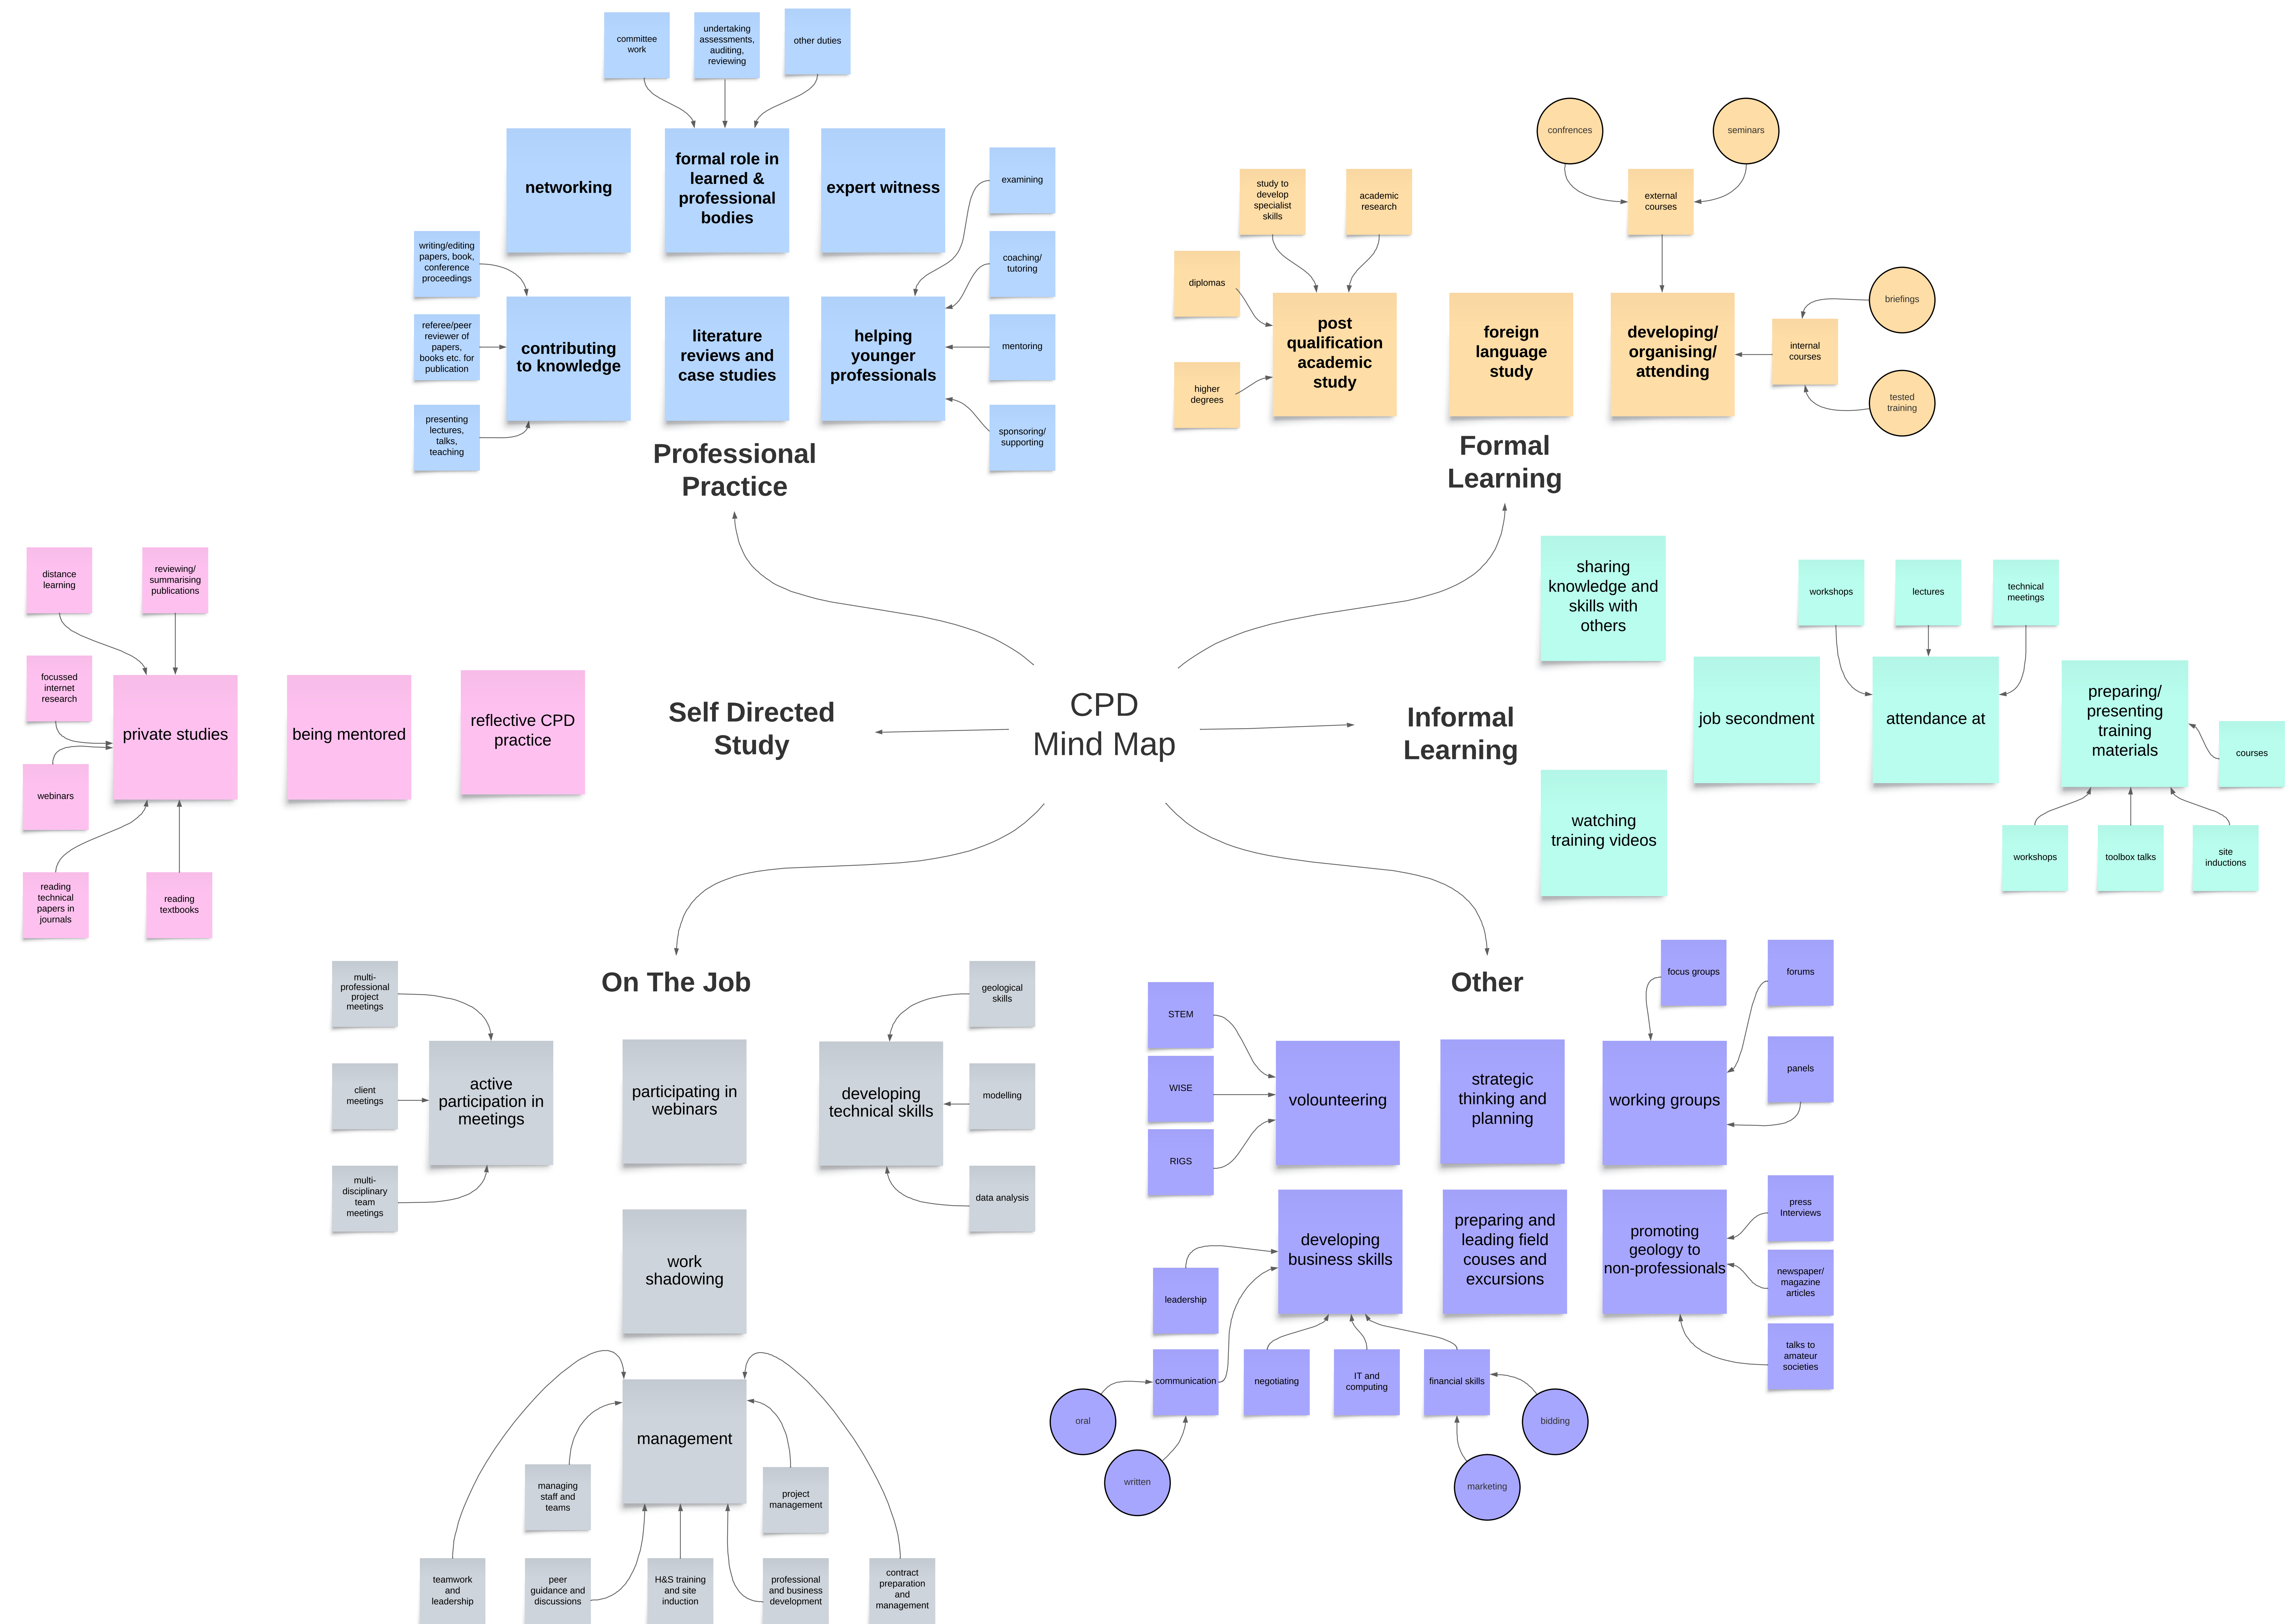 committee
work
undertaking
assessments,
auditing,
reviewing
other duties
networking
formal role in
learned &
professional
bodies
expert witness
examining
writing/editing
papers, book,
conference
proceedings
coaching/
tutoring
referee/peer
reviewer of
papers,
books etc. for
publication
contributing
to knowledge
literature
reviews and
case studies
helping
younger
professionals
mentoring
presenting
lectures,
talks,
teaching
sponsoring/
supporting
Professional
Practice
confrences
seminars
study to
develop
specialist
skills
academic
research
external
courses
diplomas
briefings
post
qualification
academic
study
foreign
language
study
developing/
organising/
attending
internal
courses
higher
degrees
tested
training
Formal
Learning
distance
learning
reviewing/
summarising
publications
focussed
internet
research
private studies
being mentored
reflective CPD
practice
webinars
reading
technical
papers in
journals
reading
textbooks
Self Directed
Study
CPD
Mind Map
Informal
Learning
sharing
knowledge and
skills with
others
workshops
lectures
technical
meetings
job secondment
attendance at
preparing/
presenting
training
materials
courses
watching
training videos
workshops
toolbox talks
site
inductions
On The Job
multi-
professional
project
meetings
geological
skills
client
meetings
active
participation in
meetings
participating in
webinars
developing
technical skills
modelling
multi-
disciplinary
team
meetings
data analysis
work
shadowing
management
managing
staff and
teams
project
management
teamwork
and
leadership
peer
guidance and
discussions
H&S training
and site
induction
professional
and business
development
contract
preparation
and
management
Other
focus groups
forums
STEM
WISE
RIGS
volounteering
strategic
thinking and
planning
working groups
panels
developing
business skills
preparing and
leading field
couses and
excursions
promoting
geology to
non-professionals
press
Interviews
newspaper/
magazine
articles
talks to
amateur
societies
leadership
communication
negotiating
IT and
computing
financial skills
oral
written
bidding
marketing